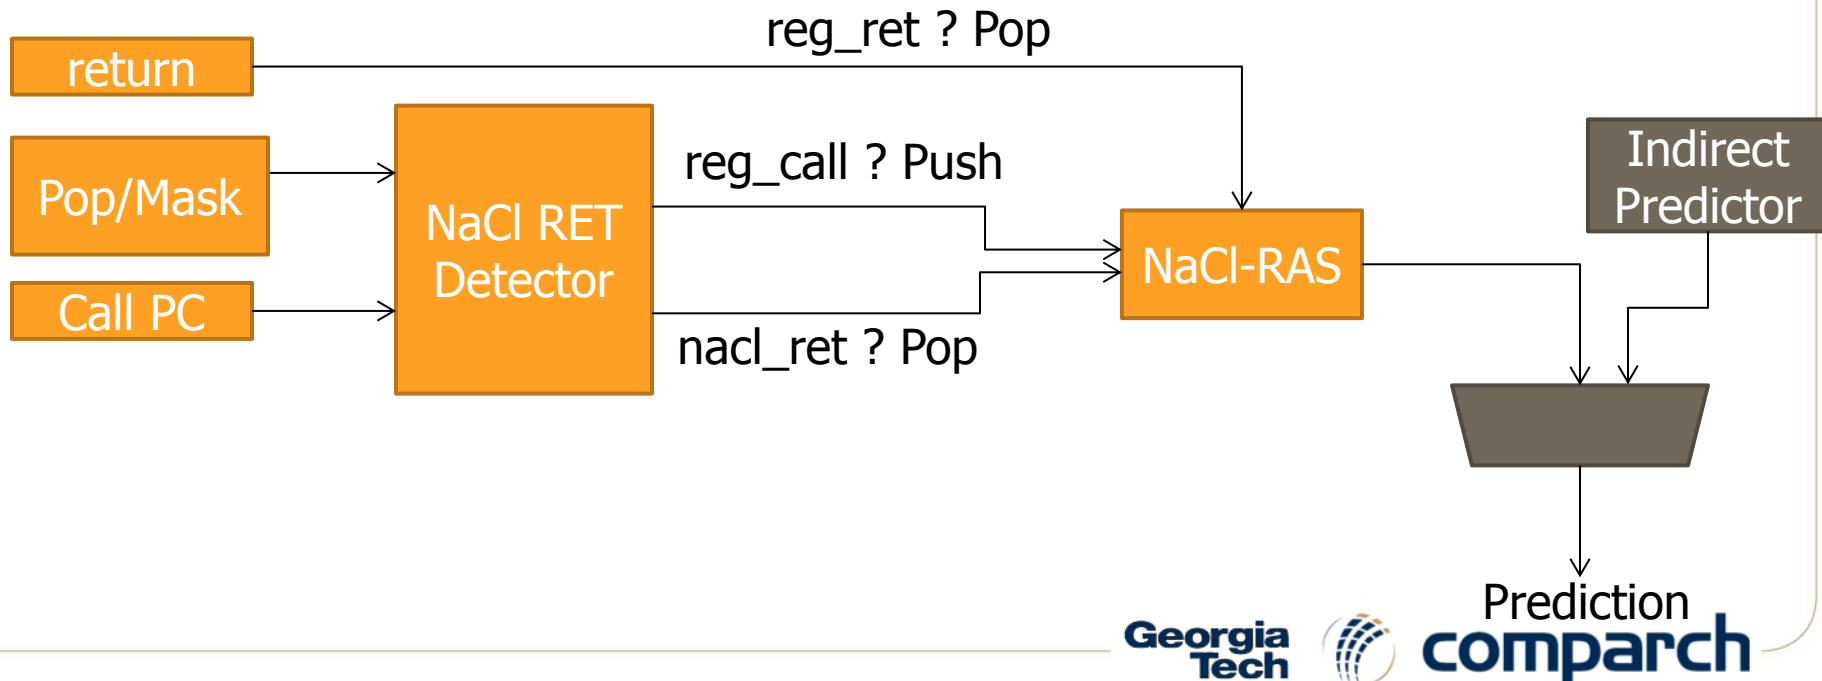 reg_ret ? Pop
return
Pop/Mask
Call PC
NaCl RET
Detector
reg_call ? Push
nacl_ret ? Pop
NaCl-RAS
Indirect
Predictor
Prediction
Georgia
Tech
comparch